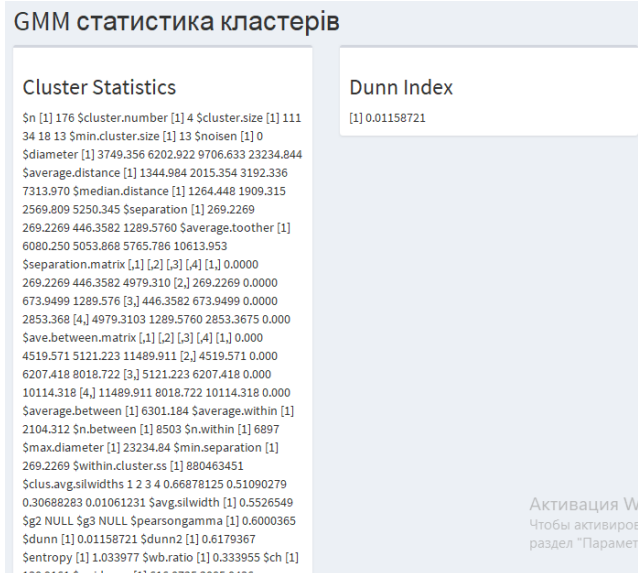 GMM статистика кластерів
Cluster Statistics
$n [1] 176 $cluster.number [1] 4 $cluster.size [1] 111
34 18 13 $min.cluster.size [1] 13 $noisen [1] 0
$diameter [1] 3749.356 6202.922 9706.633 23234.844
$average.distance [1] 1344.984 2015.354 3192.336
7313.970 $median.distance [1] 1264.448 1909.315
2569.809 5250.345 $separation [1] 269.2269
269.2269 446.3582 1289.5760 $average.toother [1]
6080.250 5053.868 5765.786 10613.953
$separation.matrix [,1] [,2] [,3] [,4] [1,] 0.0000
269.2269 446.3582 4979.310 [2,] 269.2269 0.0000
673.9499 1289.576 [3,] 446.3582 673.9499 0.0000
2853.368 [4,] 4979.3103 1289.5760 2853.3675 0.000
$ave.between.matrix [,1] [,2] [,3] [,4] [1,] 0.000
4519.571 5121.223 11489.911 [2,] 4519.571 0.000
6207.418 8018.722 [3,] 5121.223 6207.418 0.000
10114.318 [4,] 11489.911 8018.722 10114.318 0.000
$average.between [1] 6301.184 $average.within [1]
2104.312 $n.between [1] 8503 $n.within [1] 6897
$max.diameter [1] 23234.84 $min.separation [1]
269.2269 $within.cluster.ss [1] 880463451
$clus.avg.silwidths 1 2 3 4 0.66878125 0.51090279
0.30688283 0.01061231 $avg.silwidth [1] 0.5526549
$g2 NULL $g3 NULL $pearsongamma [1] 0.6000365
$dunn [1] 0.01158721 $dunn2 [1] 0.6179367
$entropy [1] 1.033977 $wb.ratio [1] 0.333955 $ch [1]
Dunn Index
[1] 0.01158721
Активация W
Чтобы активиров
раздел "Парамет